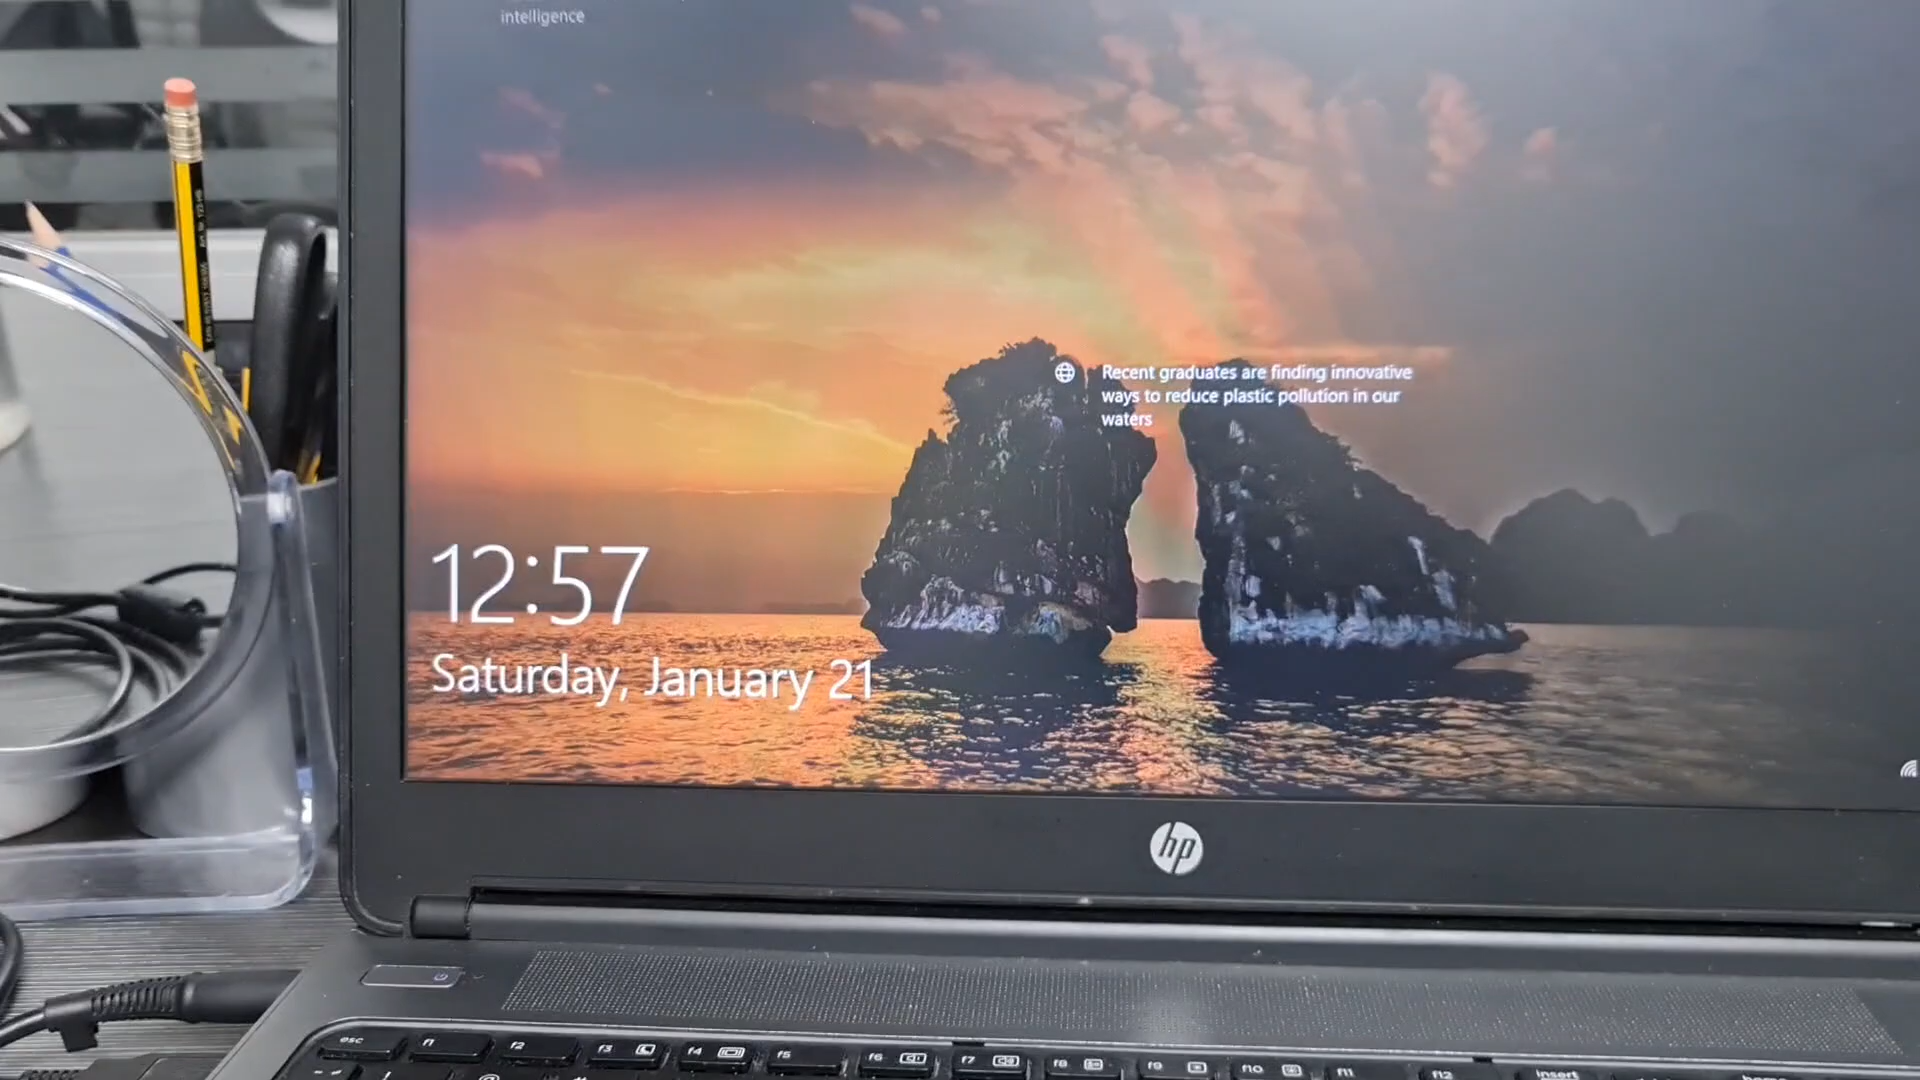 intelligence
Recent graduates are finding innovative
ways to reduce plastic pollution in our
waters
12:57
Saturday, January 21
hp
esc
f1
f2
f3
f4
f5
f6
f7
f8
f9
f10
f11
f12
insert